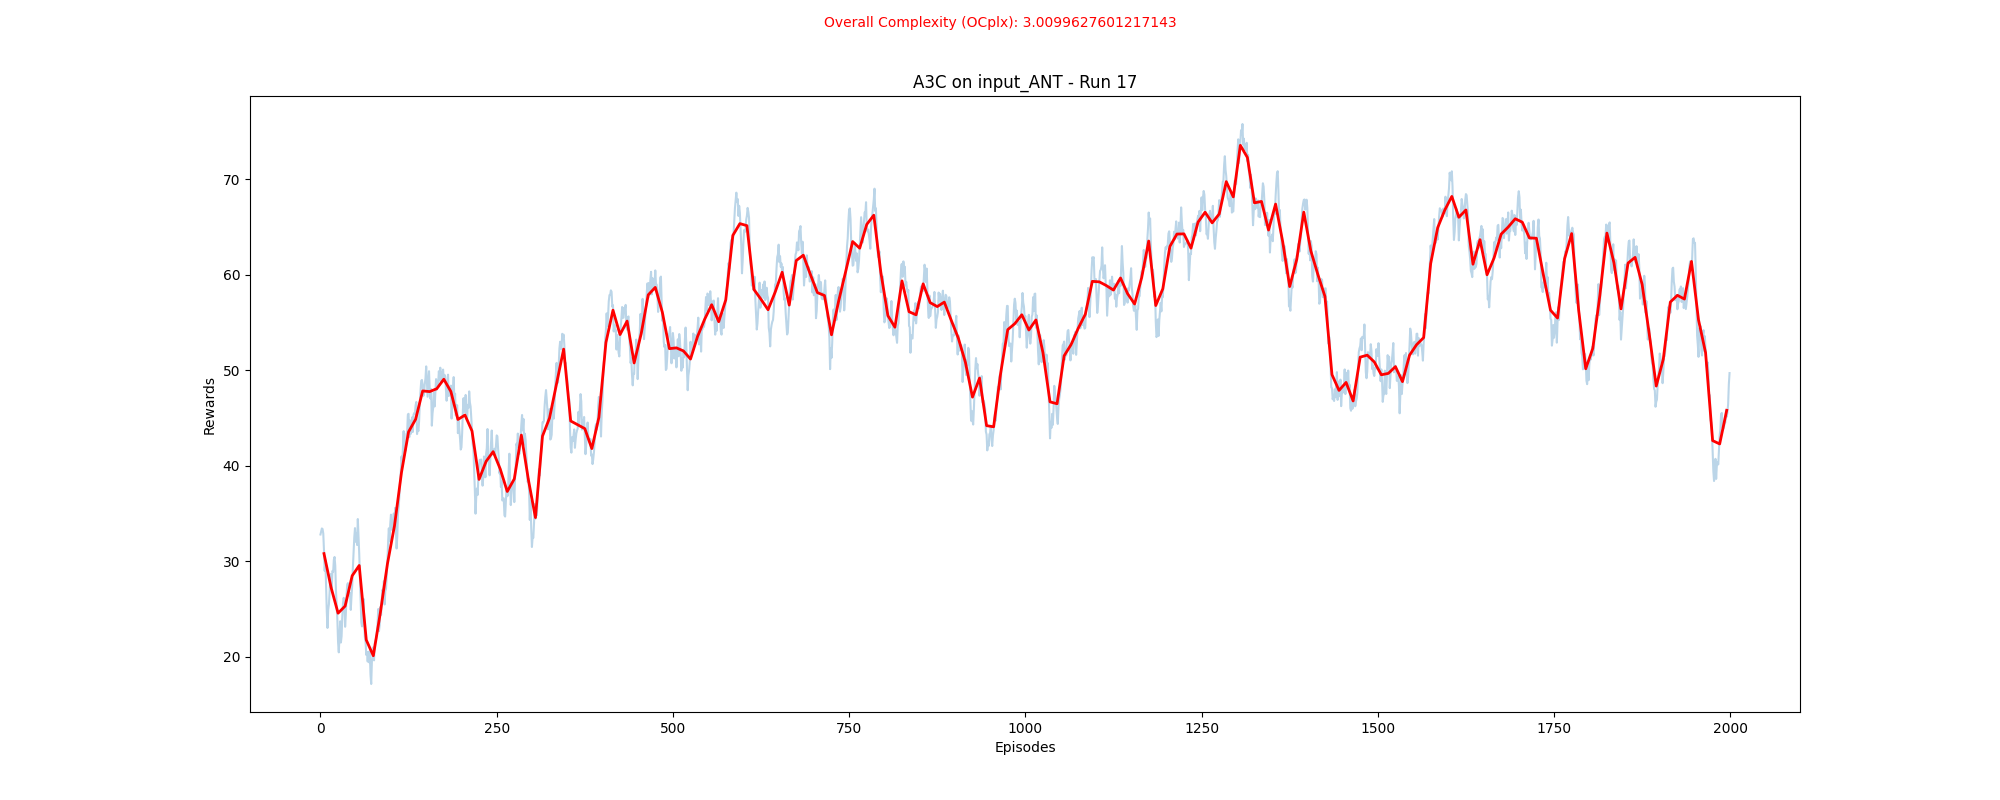 Overall Complexity (OCplx): 3.0099627601217143
A3C on input_ANT - Run 17
Rewards
70
60
50
40
30
20
0 250 500 750 1000 1250 1500 1750 2000
Episodes